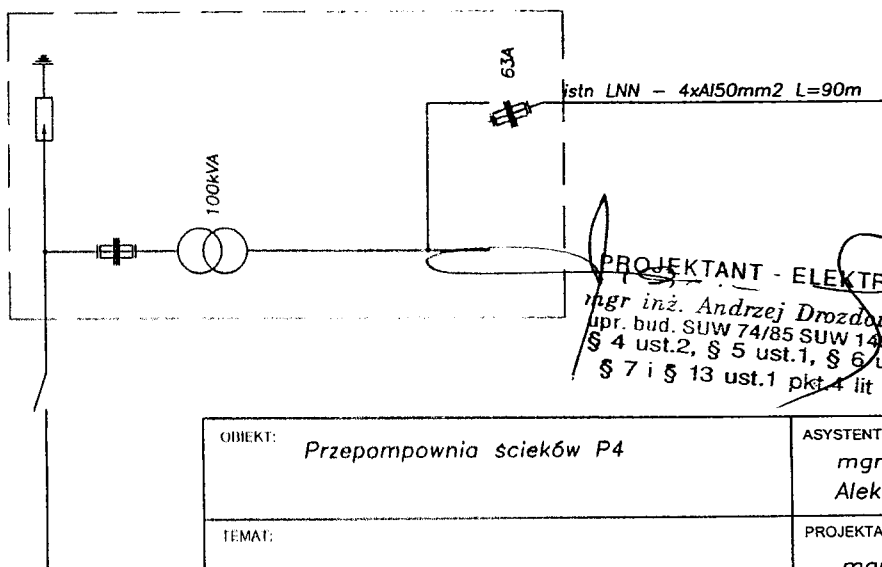 63A
istn LNN - 4xAl50mm2 L=90m
100kVA
PROJEKTANT - ELEKTR
mgr inż. Andrzej Drozdo
upr. bud. SUW 74/85 SUW 14
§ 4 ust.2, § 5 ust.1, § 6 u
§ 7 i § 13 ust.1 pkt.4 lit
OBIEKT:
Przepompownia ścieków P4
ASYSTENT
mgr
Alek
TEMAT:
PROJEKTA
mgr